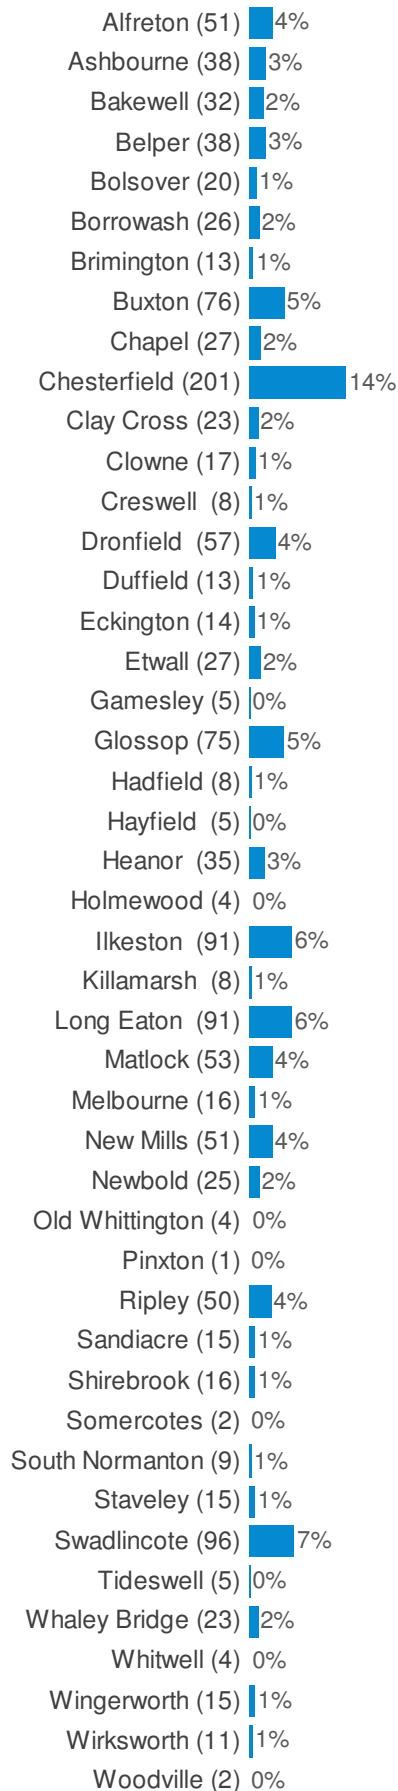 Alfreton (51) 4%
Ashbourne (38) 3%
Bakewell (32) 2%
Belper (38) 3%
Bolsover (20) 1%
Borrowash (26) 2%
Brimington (13) 1%
Buxton (76) 5%
Chapel (27) 2%
Chesterfield (201) 14%
Clay Cross (23) 2%
Clowne (17) 1%
Creswell (8) 1%
Dronfield (57) 4%
Duffield (13) 1%
Eckington (14) 1%
Etwall (27) 2%
Gamesley (5) 0%
Glossop (75) 5%
Hadfield (8) 1%
Hayfield (5) 0%
Heanor (35) 3%
Holmewood (4) 0%
Ilkeston (91) 6%
Killamarsh (8) 1%
Long Eaton (91) 6%
Matlock (53) 4%
Melbourne (16) 1%
New Mills (51) 4%
Newbold (25) 2%
Old Whittington (4) 0%
Pinxton (1) 0%
Ripley (50) 4%
Sandiacre (15) 1%
Shirebrook (16) 1%
Somercotes (2) 0%
South Normanton (9) 1%
Staveley (15) 1%
Swadlincote (96) 7%
Tideswell (5) 0%
Whaley Bridge (23) 2%
Whitwell (4) 0%
Wingerworth (15) 1%
Wirksworth (11) 1%
Woodville (2) 0%